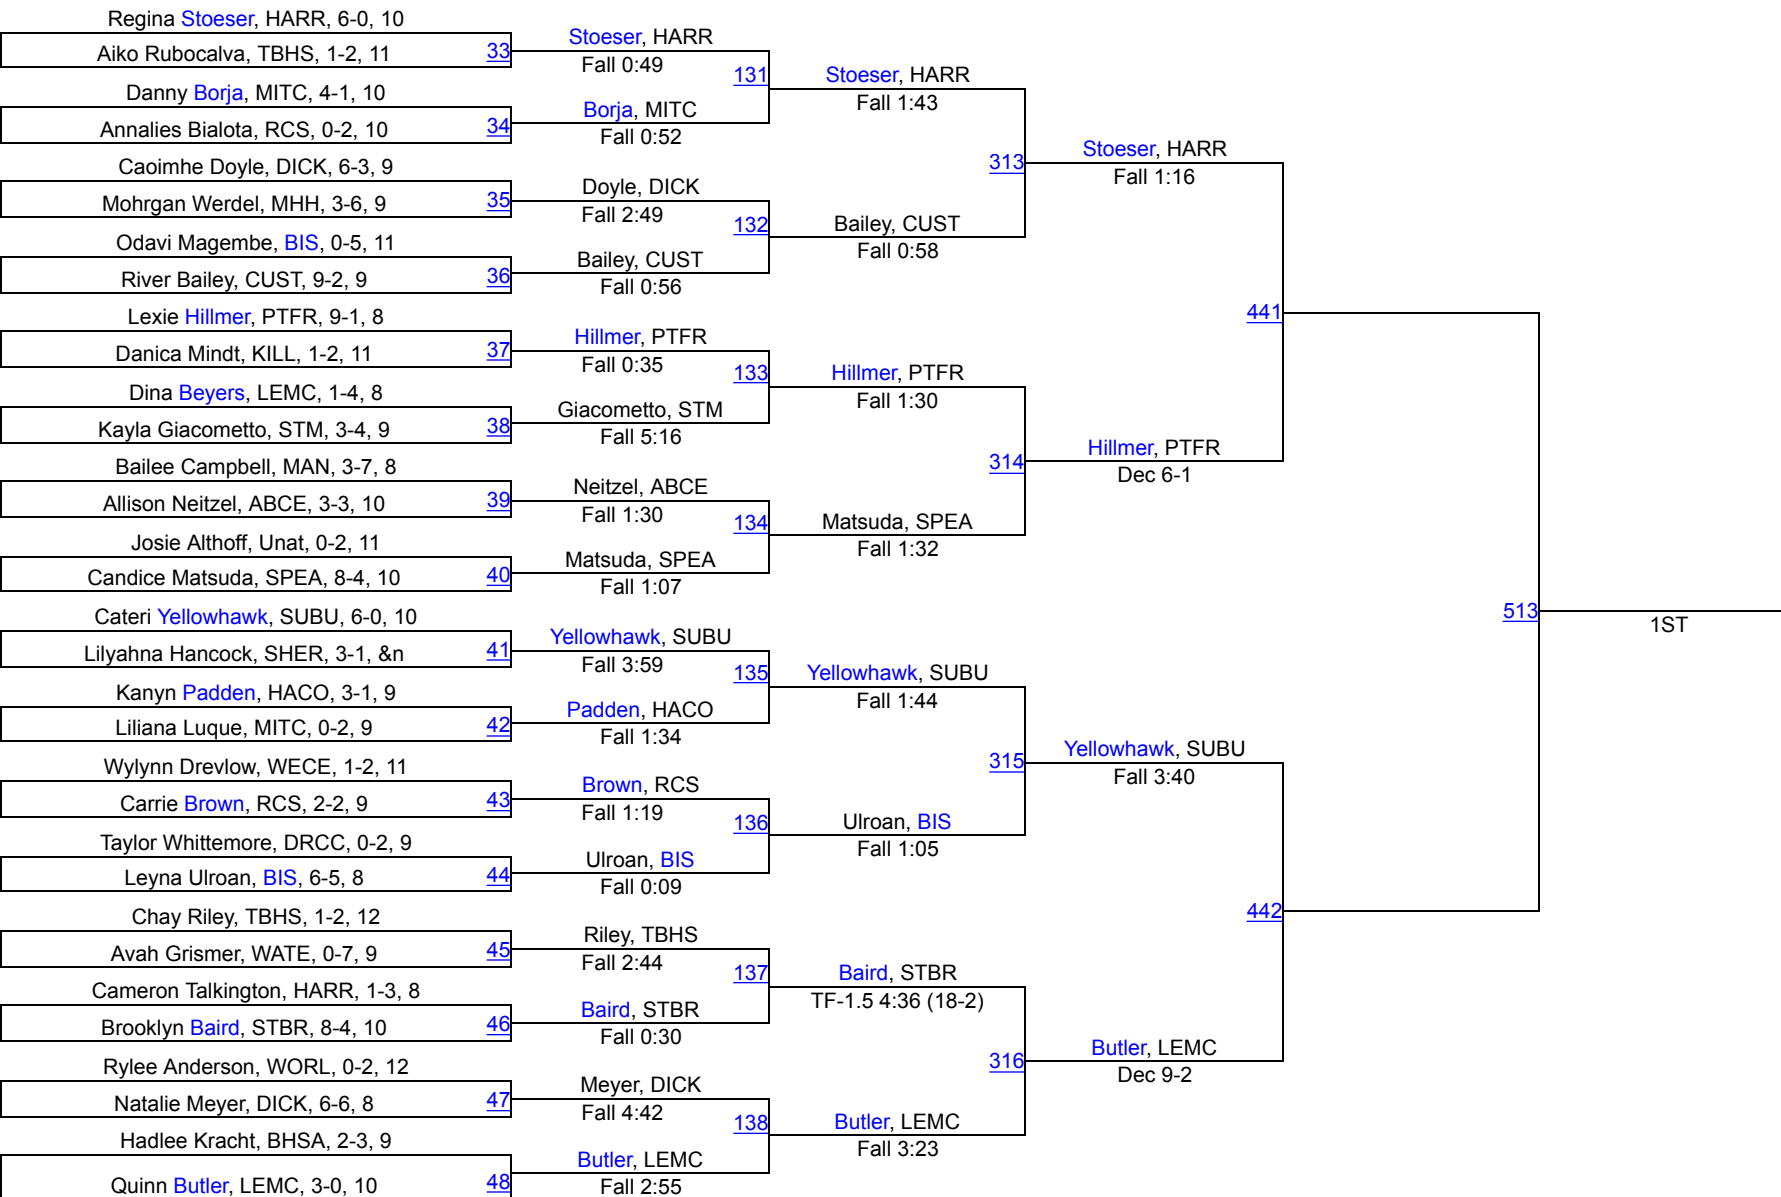 Regina Stoeser, HARR, 6-0, 10
Aiko Rubocalva, TBHS, 1-2, 11
33
Danny Borja, MITC, 4-1, 10
Annalies Bialota, RCS, 0-2, 10
34
Caoimhe Doyle, DICK, 6-3, 9
Mohrgan Werdel, MHH, 3-6, 9
35
Odavi Magembe, BIS, 0-5, 11
River Bailey, CUST, 9-2, 9
36
Lexie Hillmer, PTFR, 9-1, 8
Danica Mindt, KILL, 1-2, 11
37
Dina Beyers, LEMC, 1-4, 8
Kayla Giacometto, STM, 3-4, 9
38
Bailee Campbell, MAN, 3-7, 8
Allison Neitzel, ABCE, 3-3, 10
39
Josie Althoff, Unat, 0-2, 11
Candice Matsuda, SPEA, 8-4, 10
40
Cateri Yellowhawk, SUBU, 6-0, 10
Lilyahna Hancock, SHER, 3-1, &n
41
Kanyn Padden, HACO, 3-1, 9
Liliana Luque, MITC, 0-2, 9
42
Wylynn Drevlow, WECE, 1-2, 11
Carrie Brown, RCS, 2-2, 9
43
Taylor Whittemore, DRCC, 0-2, 9
Leyna Ulroan, BIS, 6-5, 8
44
Chay Riley, TBHS, 1-2, 12
Avah Grismer, WATE, 0-7, 9
45
Cameron Talkington, HARR, 1-3, 8
Brooklyn Baird, STBR, 8-4, 10
46
Rylee Anderson, WORL, 0-2, 12
Natalie Meyer, DICK, 6-6, 8
47
Hadlee Kracht, BHSA, 2-3, 9
Quinn Butler, LEMC, 3-0, 10
48
Stoeser, HARR
Fall 0:49
131
Borja, MITC
Fall 0:52
Doyle, DICK
Fall 2:49
132
Bailey, CUST
Fall 0:56
Hillmer, PTFR
Fall 0:35
133
Giacometto, STM
Fall 5:16
Neitzel, ABCE
Fall 1:30
134
Matsuda, SPEA
Fall 1:07
Yellowhawk, SUBU
Fall 3:59
135
Padden, HACO
Fall 1:34
Brown, RCS
Fall 1:19
136
Ulroan, BIS
Fall 0:09
Riley, TBHS
Fall 2:44
137
Baird, STBR
Fall 0:30
Meyer, DICK
Fall 4:42
138
Butler, LEMC
Fall 2:55
Stoeser, HARR
Fall 1:43
313
Bailey, CUST
Fall 0:58
Hillmer, PTFR
Fall 1:30
314
Matsuda, SPEA
Fall 1:32
Yellowhawk, SUBU
Fall 1:44
315
Ulroan, BIS
Fall 1:05
Baird, STBR
TF-1.5 4:36 (18-2)
316
Butler, LEMC
Fall 3:23
Stoeser, HARR
Fall 1:16
441
Hillmer, PTFR
Dec 6-1
Yellowhawk, SUBU
Fall 3:40
442
Butler, LEMC
Dec 9-2
513
1ST